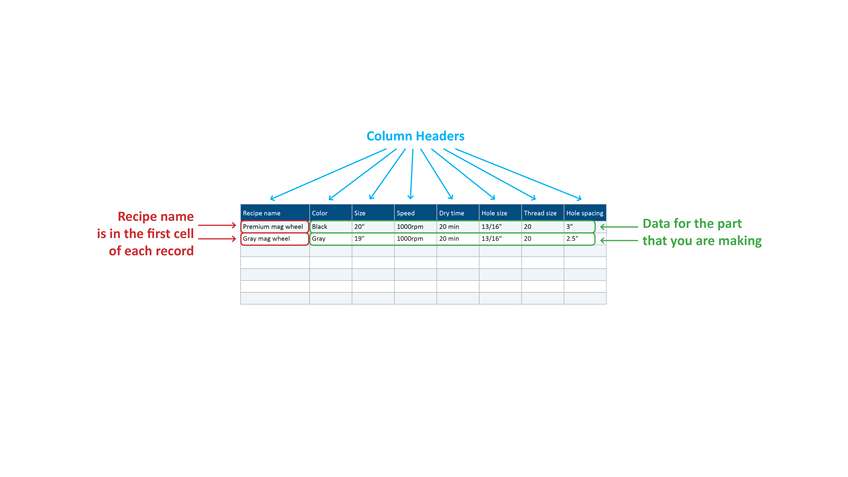 Column Headers
Recipe name Color Size Speed Dry time Hole size Thread size Hole spacing
Premium mag wheel Black 20" 1000rpm 20 min 13/16" 20 3"
Gray mag wheel Gray 19" 1000rpm 20 min 13/16" 20 2.5"
Recipe name
is in the first cell
of each record
Data for the part
that you are making